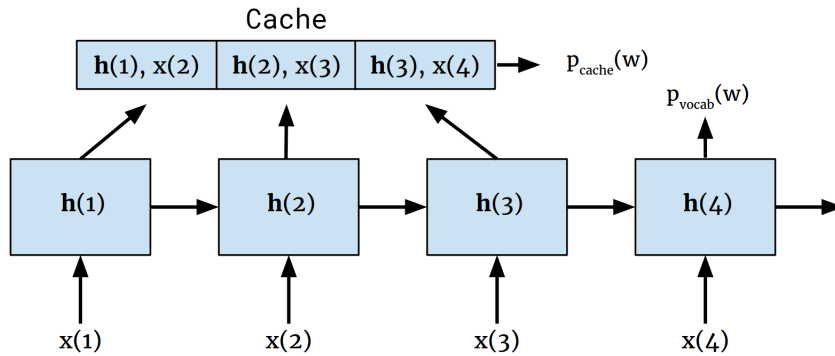 Cache
h(1), x(2) h(2), x(3) h(3), x(4)
p_cache(w)
p_vocab(w)
h(1) h(2) h(3) h(4)
x(1) x(2) x(3) x(4)